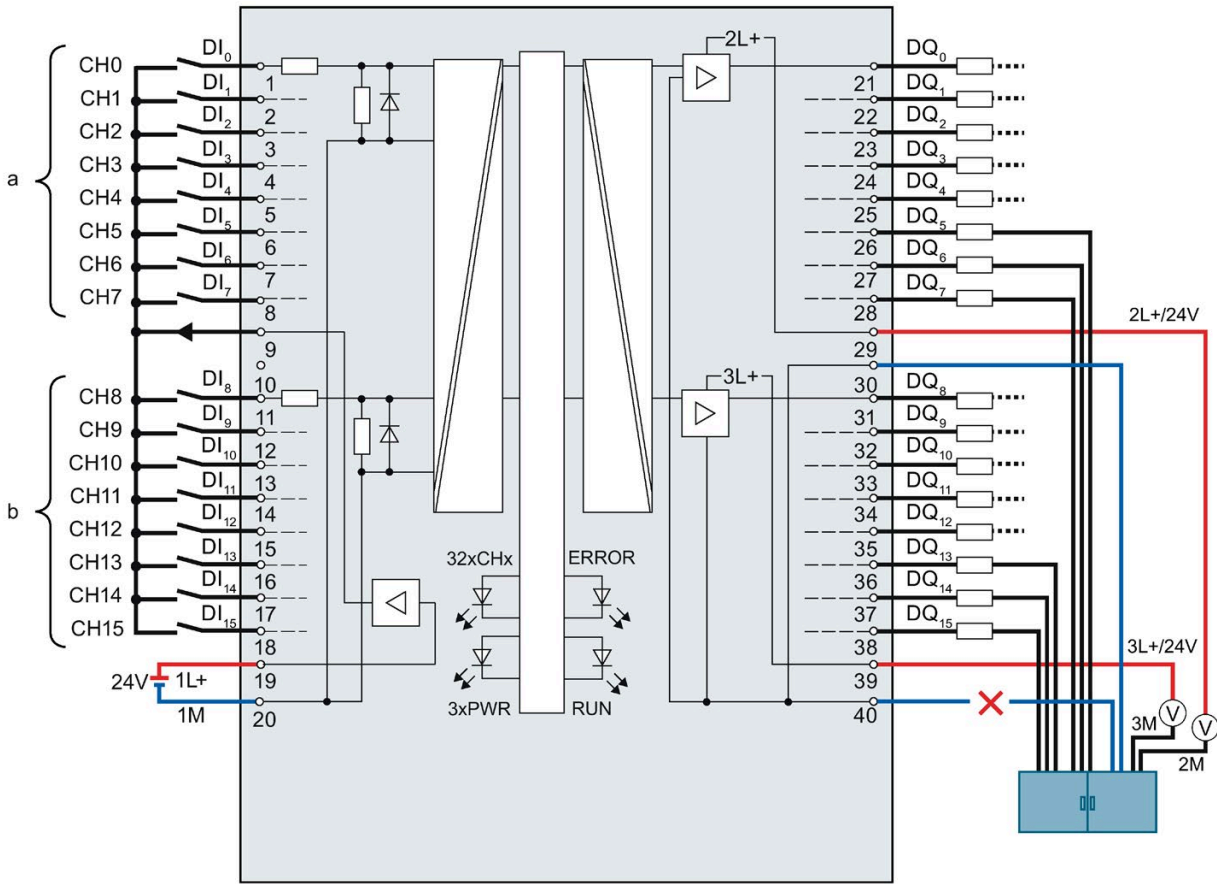 2L+
CH0 DI0 1 21 DQ0
CH1 DI1 2 22 DQ1
CH2 DI2 3 23 DQ2
CH3 DI3 4 24 DQ3
a
CH4 DI4 5 25 DQ4
CH5 DI5 6 26 DQ5
CH6 DI6 7 27 DQ6
CH7 DI7 8 28 DQ7
2L+/24V
9 29
3L+
CH8 DI8 10 30 DQ8
CH9 DI9 11 31 DQ9
CH10 DI10 12 32 DQ10
CH11 DI11 13 33 DQ11
b
CH12 DI12 14 34 DQ12
CH13 DI13 15 32xCHx ERROR 35 DQ13
CH14 DI14 16 36 DQ14
CH15 DI15 17 37 DQ15
18 38 3L+/24V
24V 1L+ 19 39
1M 20 3xPWR RUN 40
V
3M V
2M